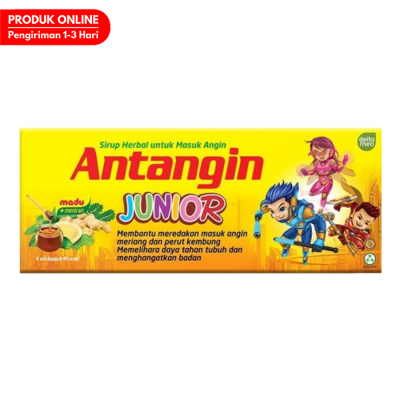 PRODUK ONLINE
Pengiriman 1-3 Hari
Sirup Herbal untuk Masuk Angin
deltomed
Antangin
JUNIOR
madu
Membantu meredakan masuk angin
meriang dan perut kembung
Memelihara daya tahan tubuh dan
menghangatkan badan